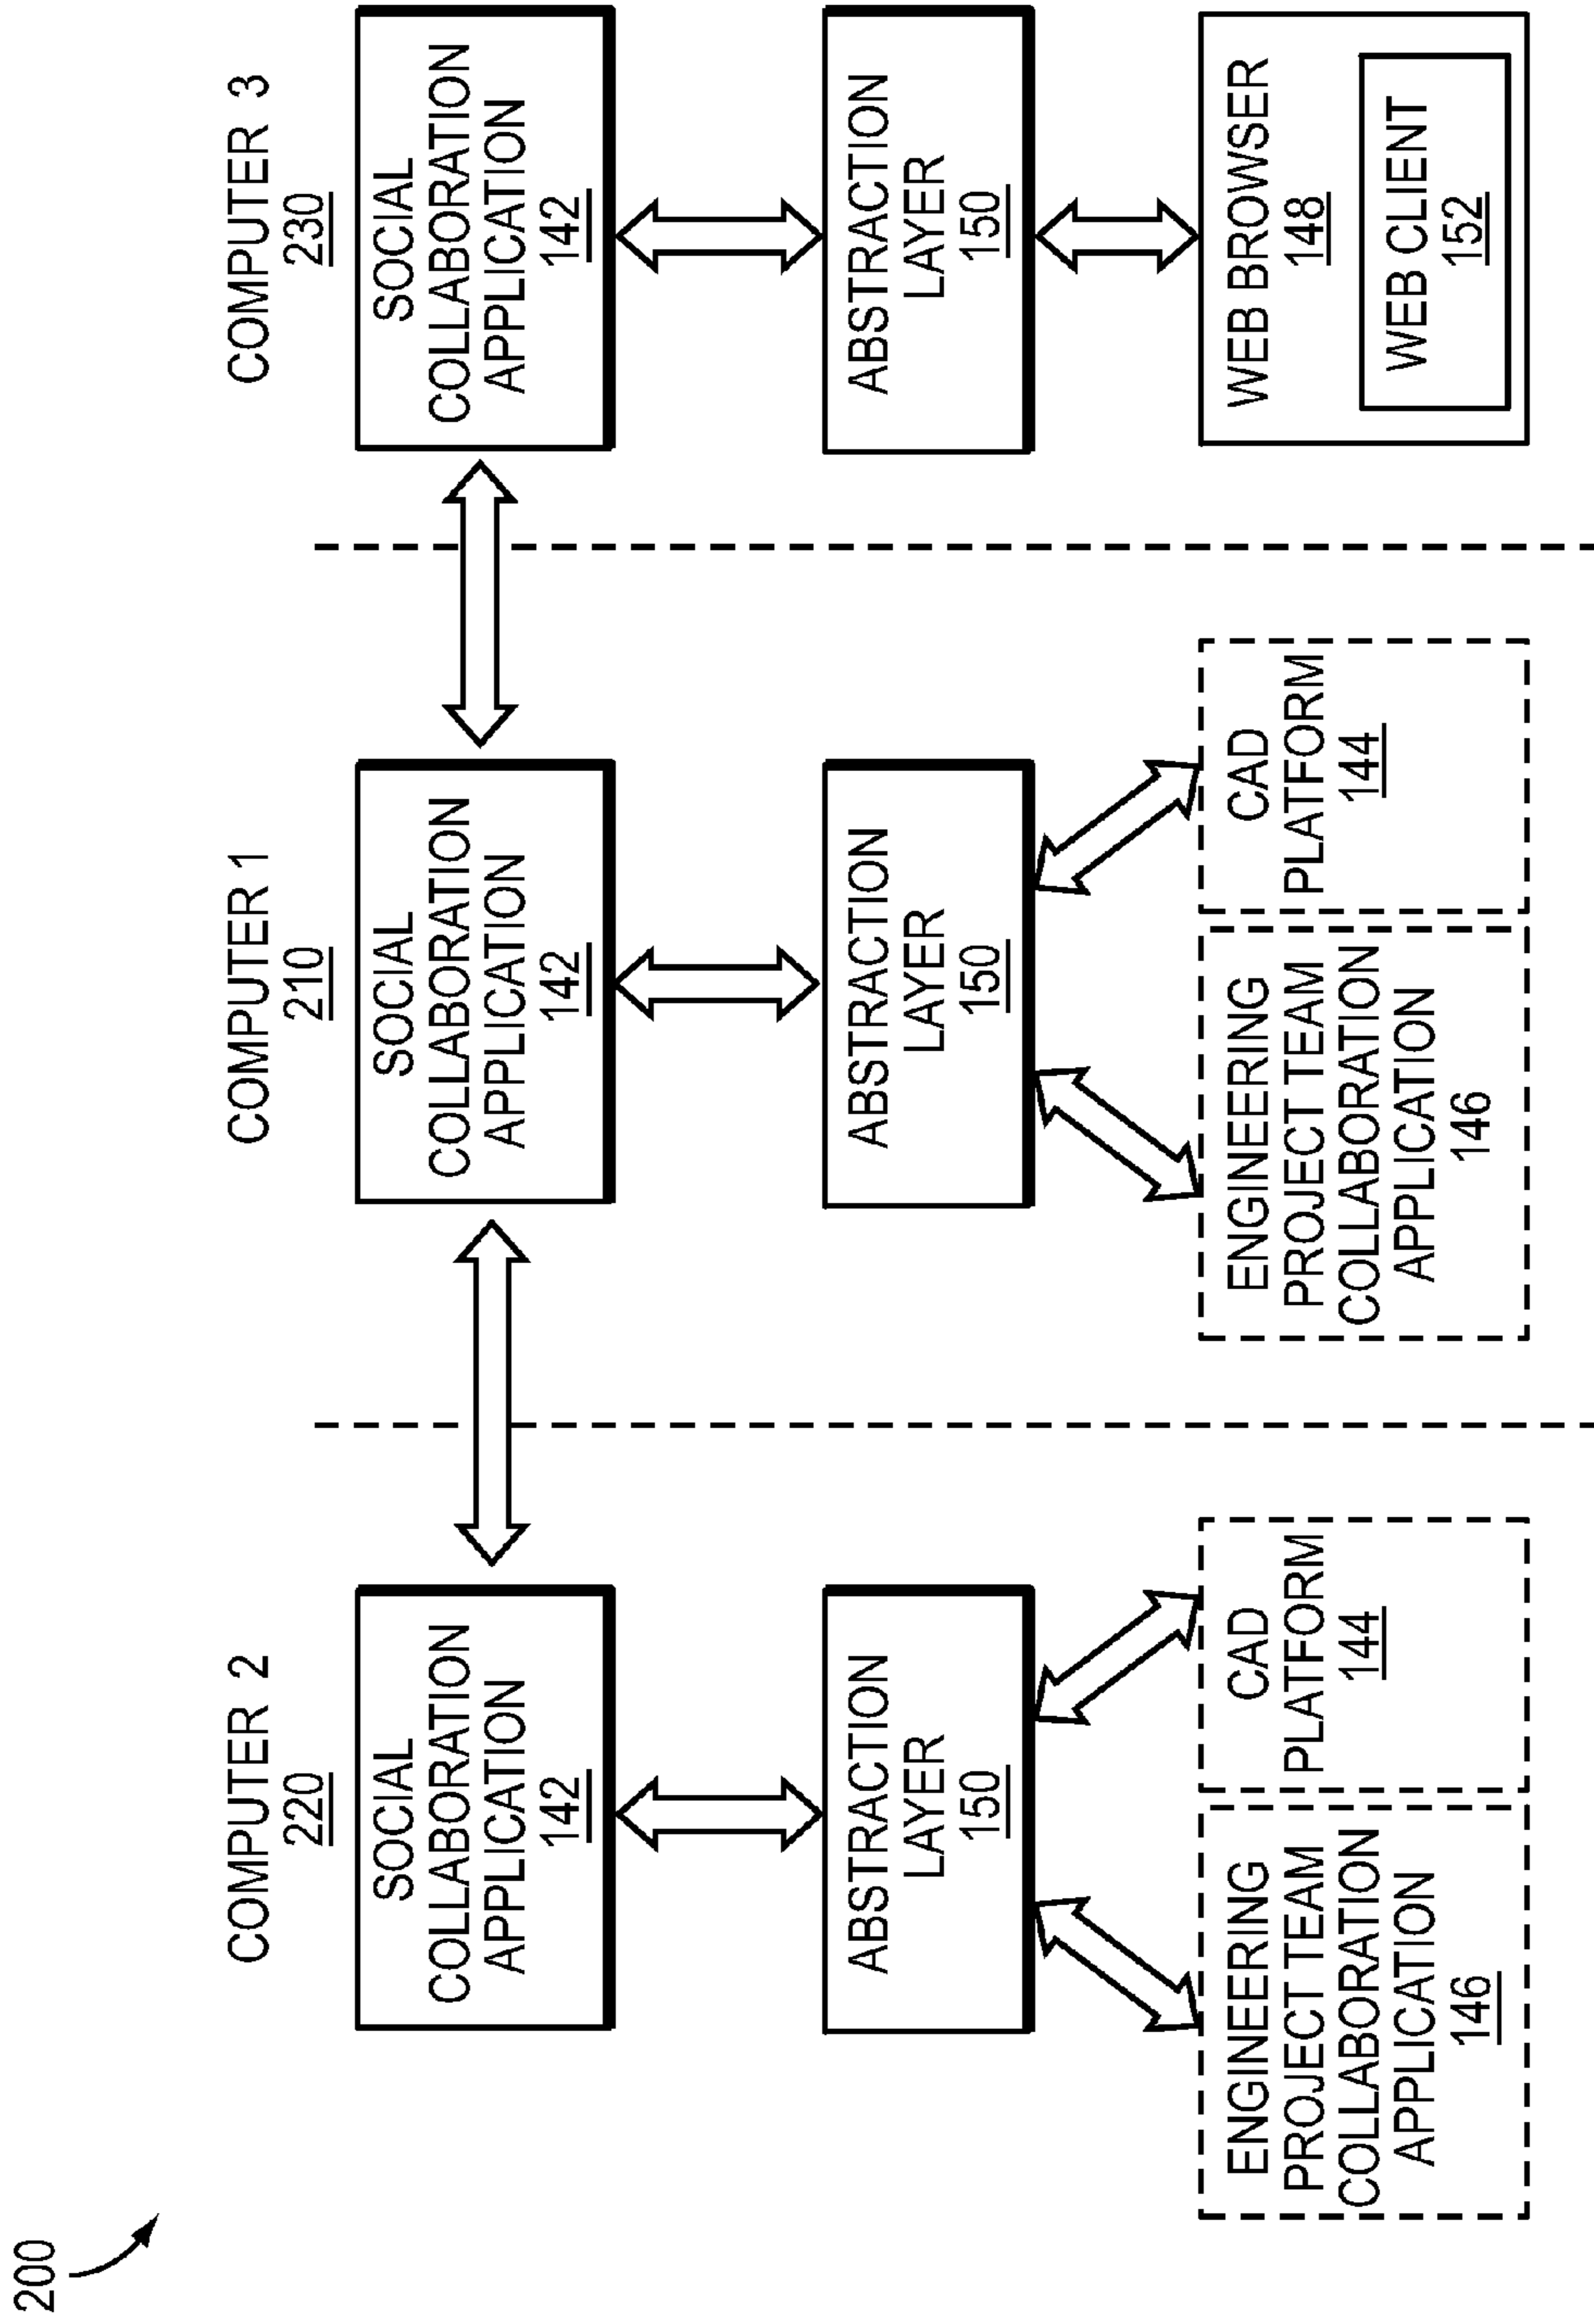 200
COMPUTER 2
220
SOCIAL
COLLABORATION
APPLICATION
142
ABSTRACTION
LAYER
150
ENGINEERING
PROJECT TEAM
COLLABORATION
APPLICATION
146
CAD
PLATFORM
144
COMPUTER 1
210
SOCIAL
COLLABORATION
APPLICATION
142
ABSTRACTION
LAYER
150
ENGINEERING
PROJECT TEAM
COLLABORATION
APPLICATION
146
CAD
PLATFORM
144
COMPUTER 3
230
SOCIAL
COLLABORATION
APPLICATION
142
ABSTRACTION
LAYER
150
WEB BROWSER
148
WEB CLIENT
152